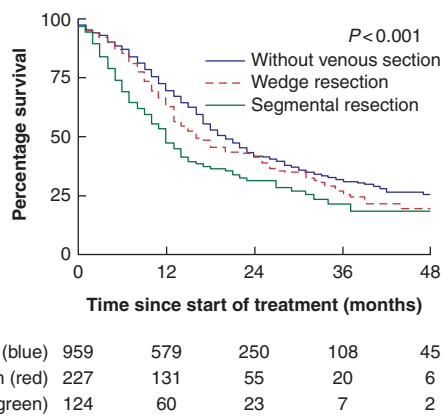 P<0.001
Without venous section
Wedge resection
Segmental resection
Percentage survival
100
75
50
25
0
0 12 24 36 48
Time since start of treatment (months)
(blue) 959 579 250 108 45
(red) 227 131 55 20 6
green) 124 60 23 7 2